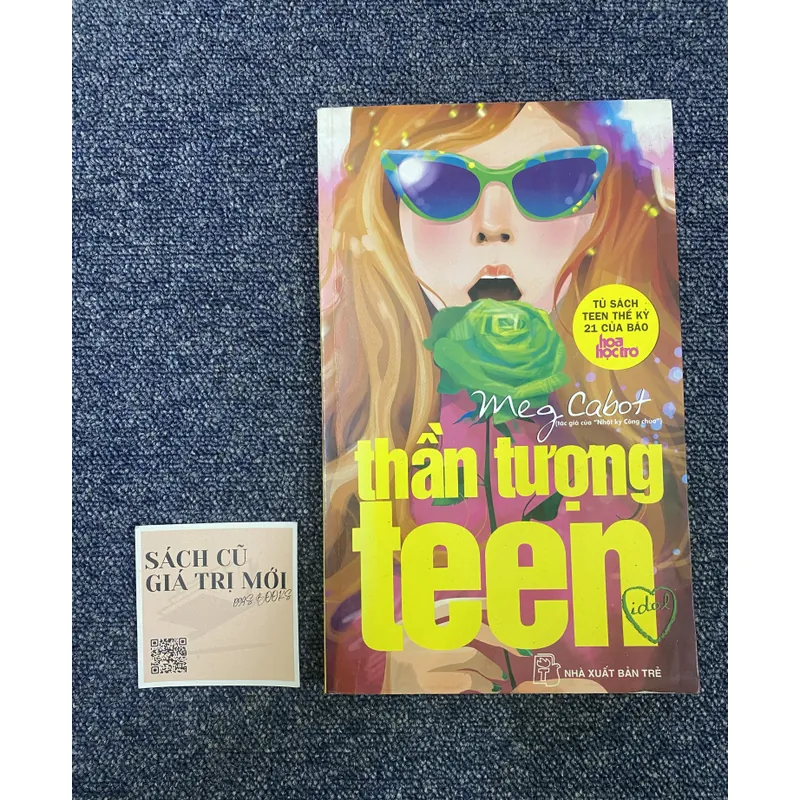 TỦ SÁCH
TEEN THẾ KỶ
21 CỦA BÁO
hoa
học trò
Meg Cabot
(tác giả của "Nhật ký Công chúa")
thần tượng
teen
idol
NHÀ XUẤT BẢN TRẺ
SÁCH CŨ
GIÁ TRỊ MỚI